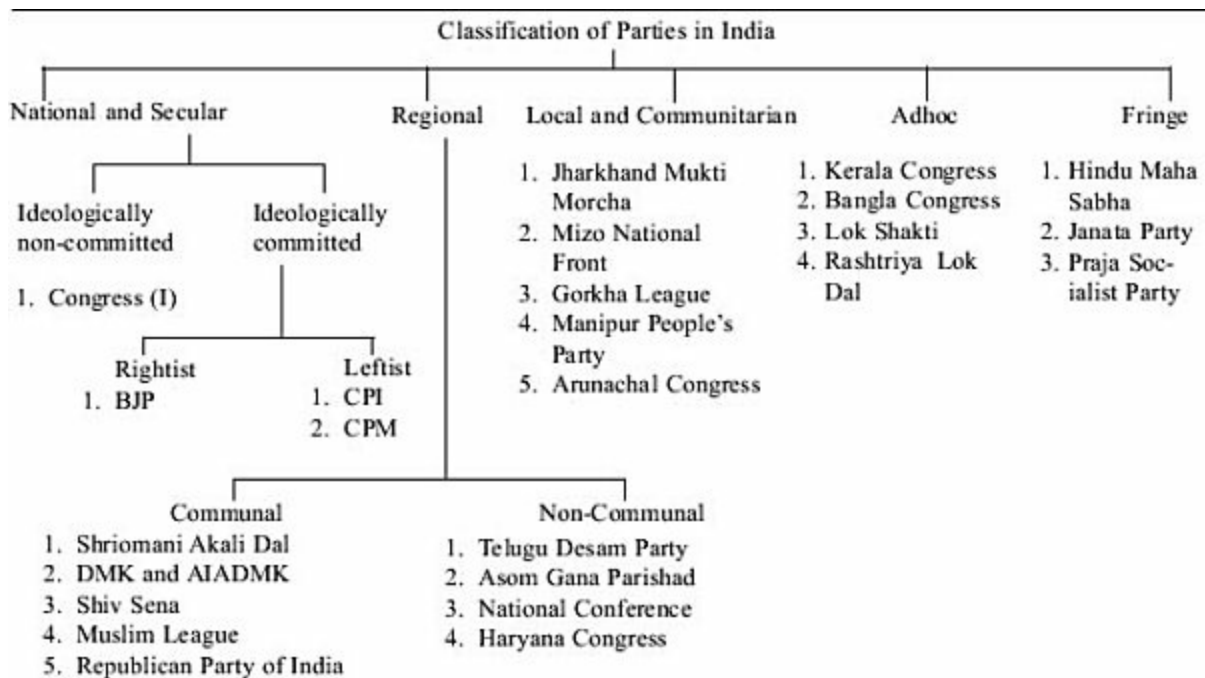 Classification of Parties in India
National and Secular
Regional
Local and Communitarian
Adhoc
Fringe
Ideologically
non-committed
1. Congress (I)
Ideologically
committed
Rightist
1. BJP
Leftist
1. CPI
2. CPM
1. Jharkhand Mukti
Morcha
2. Mizo National
Front
3. Gorkha League
4. Manipur People's
Party
5. Arunachal Congress
1. Kerala Congress
2. Bangla Congress
3. Lok Shakti
4. Rashtriya Lok
Dal
1. Hindu Maha
Sabha
2. Janata Party
3. Praja Soc-
ialist Party
Communal
1. Shriomani Akali Dal
2. DMK and AIADMK
3. Shiv Sena
4. Muslim League
5. Republican Party of India
Non-Communal
1. Telugu Desam Party
2. Asom Gana Parishad
3. National Conference
4. Haryana Congress